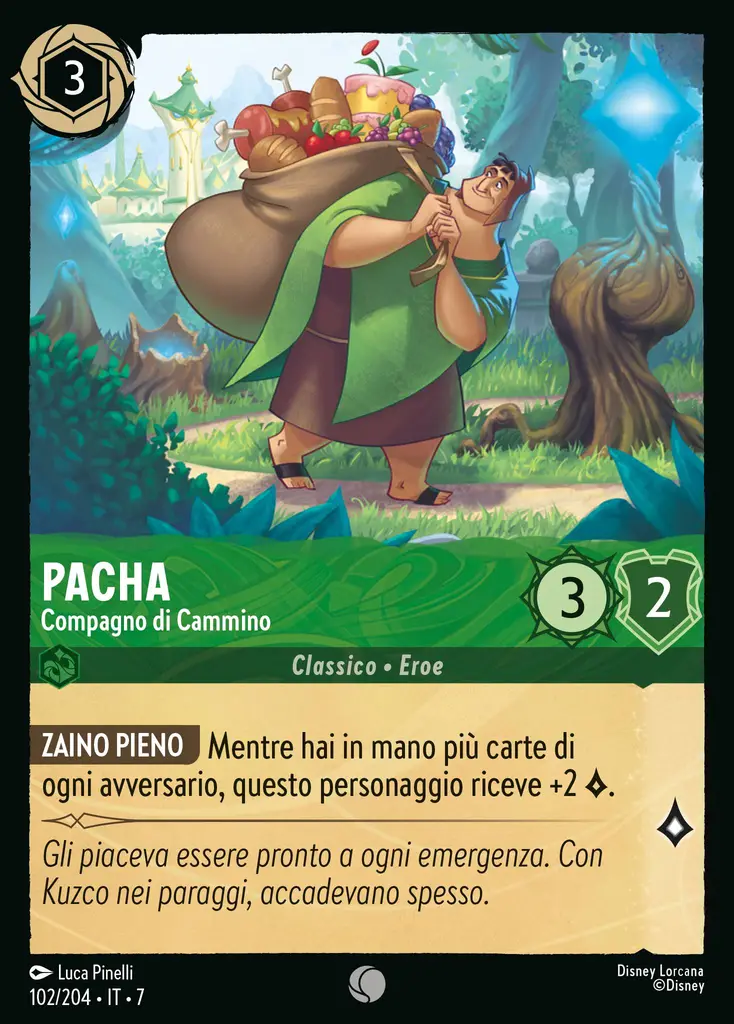 3
PACHA
Compagno di Cammino
3
2
Classico • Eroe
ZAINO PIENO Mentre hai in mano più carte di
ogni avversario, questo personaggio riceve +2 .
Gli piaceva essere pronto a ogni emergenza. Con
Kuzco nei paraggi, accadevano spesso.
Luca Pinelli
102/204 • IT • 7
Disney Lorcana
©Disney